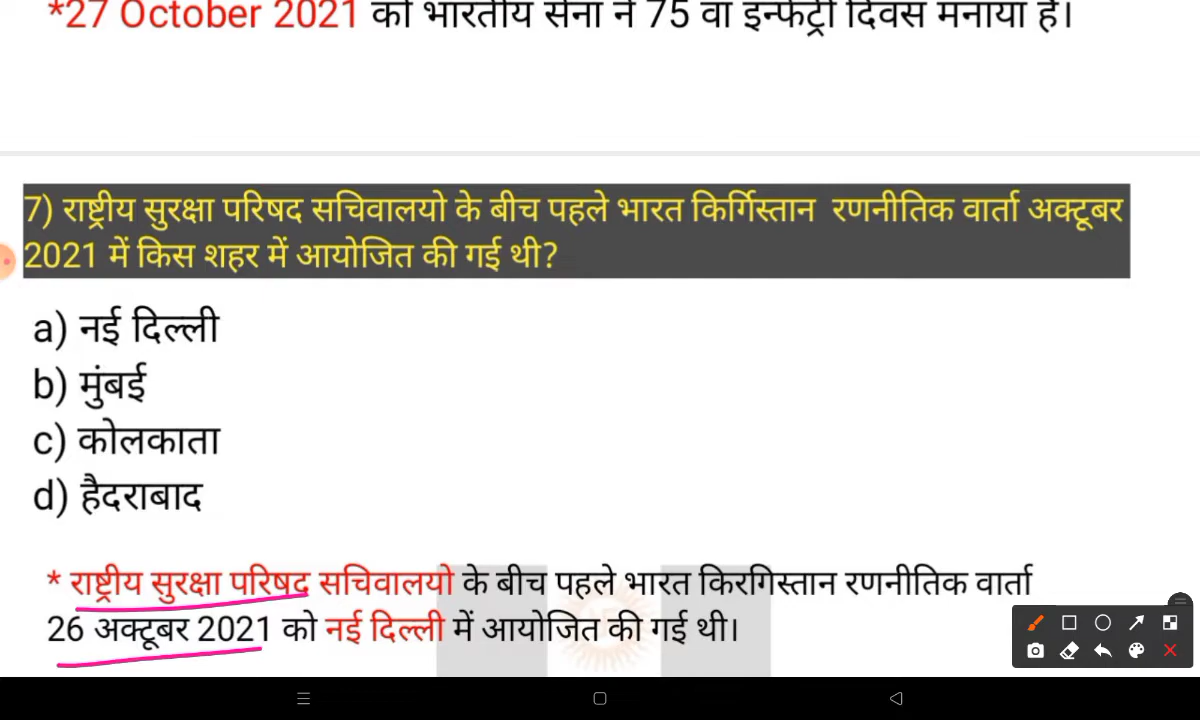 *27 October 2021 को भारतीय सेना ने 75 वां इन्फेंट्री दिवस मनाया है।
7) राष्ट्रीय सुरक्षा परिषद सचिवालयो के बीच पहले भारत किर्गिस्तान रणनीतिक वार्ता अक्टूबर
2021 में किस शहर में आयोजित की गई थी?
a) नई दिल्ली
b) मुंबई
c) कोलकाता
d) हैदराबाद
* राष्ट्रीय सुरक्षा परिषद सचिवालयो के बीच पहले भारत किरगिस्तान रणनीतिक वार्ता
26 अक्टूबर 2021 को नई दिल्ली में आयोजित की गई थी।